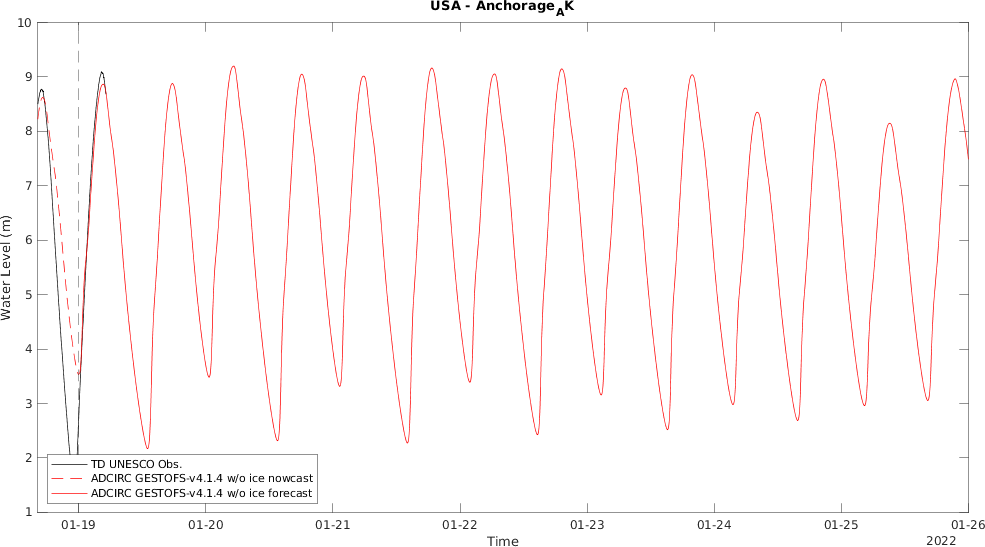 USA - Anchorage_AK
10
9
8
7
6
5
4
3
2
1
Water Level (m)
TD UNESCO Obs.
ADCIRC GESTOFS-v4.1.4 w/o ice nowcast
ADCIRC GESTOFS-v4.1.4 w/o ice forecast
01-19 01-20 01-21 01-22 01-23 01-24 01-25 01-26
Time
2022